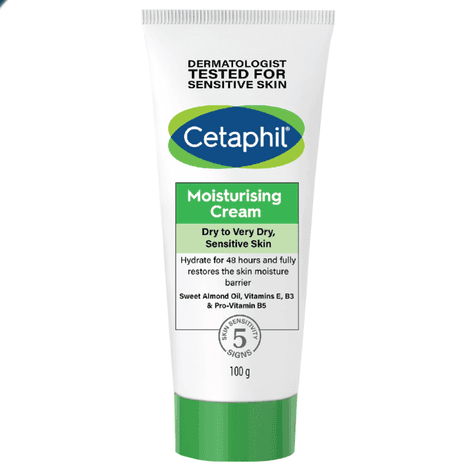 DERMATOLOGIST
TESTED FOR
SENSITIVE SKIN
Cetaphil®
Moisturising
Cream
Dry to Very Dry,
Sensitive Skin
Hydrate for 48 hours and fully
restores the skin moisture
barrier
Sweet Almond Oil, Vitamins E, B3
& Pro-Vitamin B5
SKIN SENSITIVITY
5
SIGNS
100 g